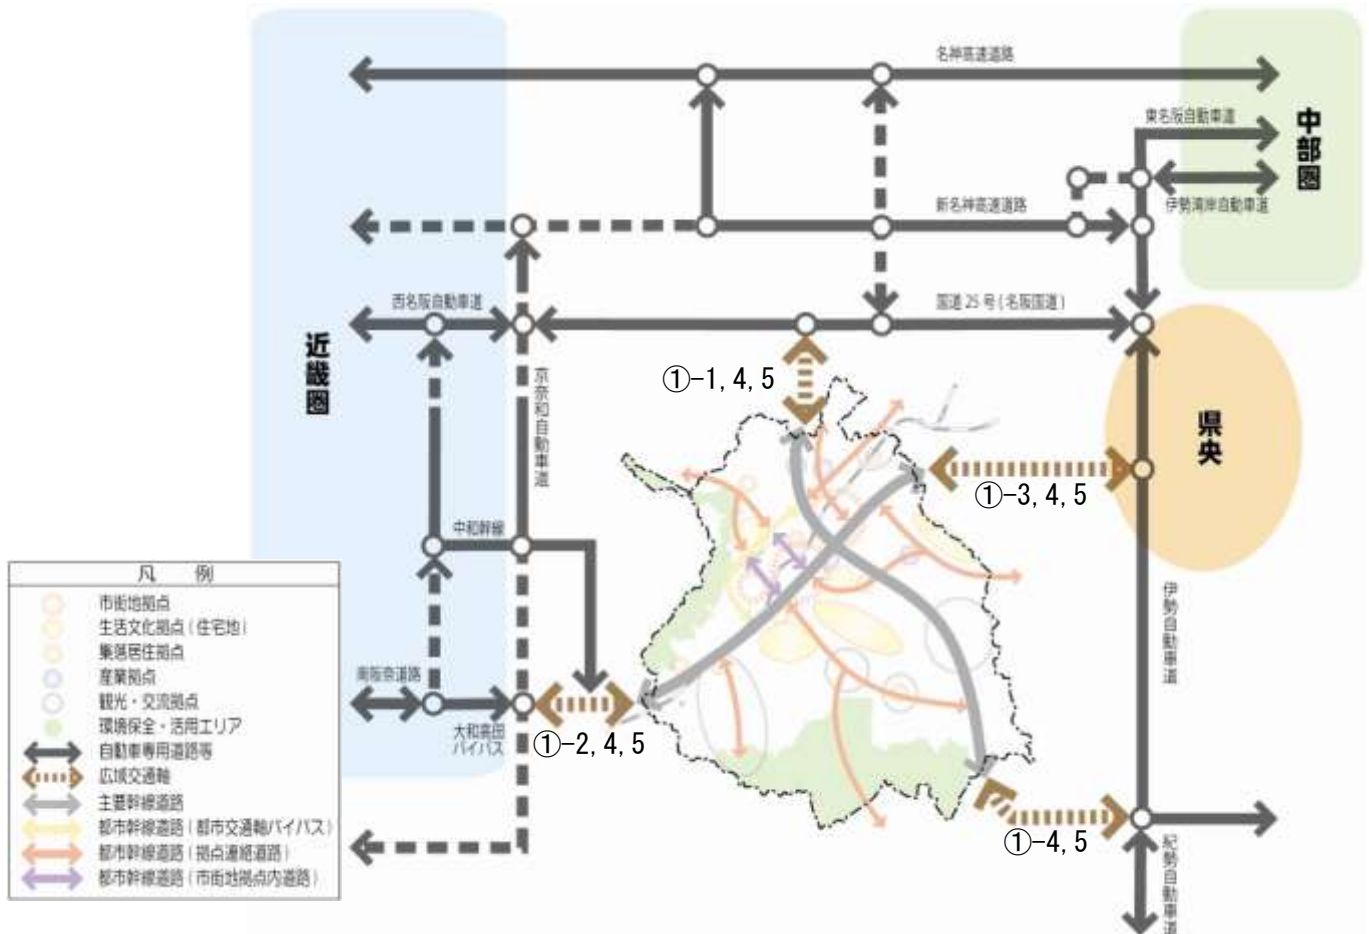 名神高速道路
東名阪自動車道
中部圏
伊勢湾岸自動車道
新名神高速道路
西名阪自動車道
国道25号(名阪国道)
近畿圏
京奈和自動車道
①-1, 4, 5
県央
①-3, 4, 5
中和幹線
伊勢自動車道
南阪奈道路
大和高田
バイパス
①-2, 4, 5
①-4, 5
紀勢自動車道
凡 例
市街地拠点
生活文化拠点(住宅地)
集落居住拠点
産業拠点
観光・交流拠点
環境保全・活用エリア
自動車専用道路等
広域交通軸
主要幹線道路
都市幹線道路(都市交通軸バイパス)
都市幹線道路(拠点連絡道路)
都市幹線道路(市街地拠点内道路)